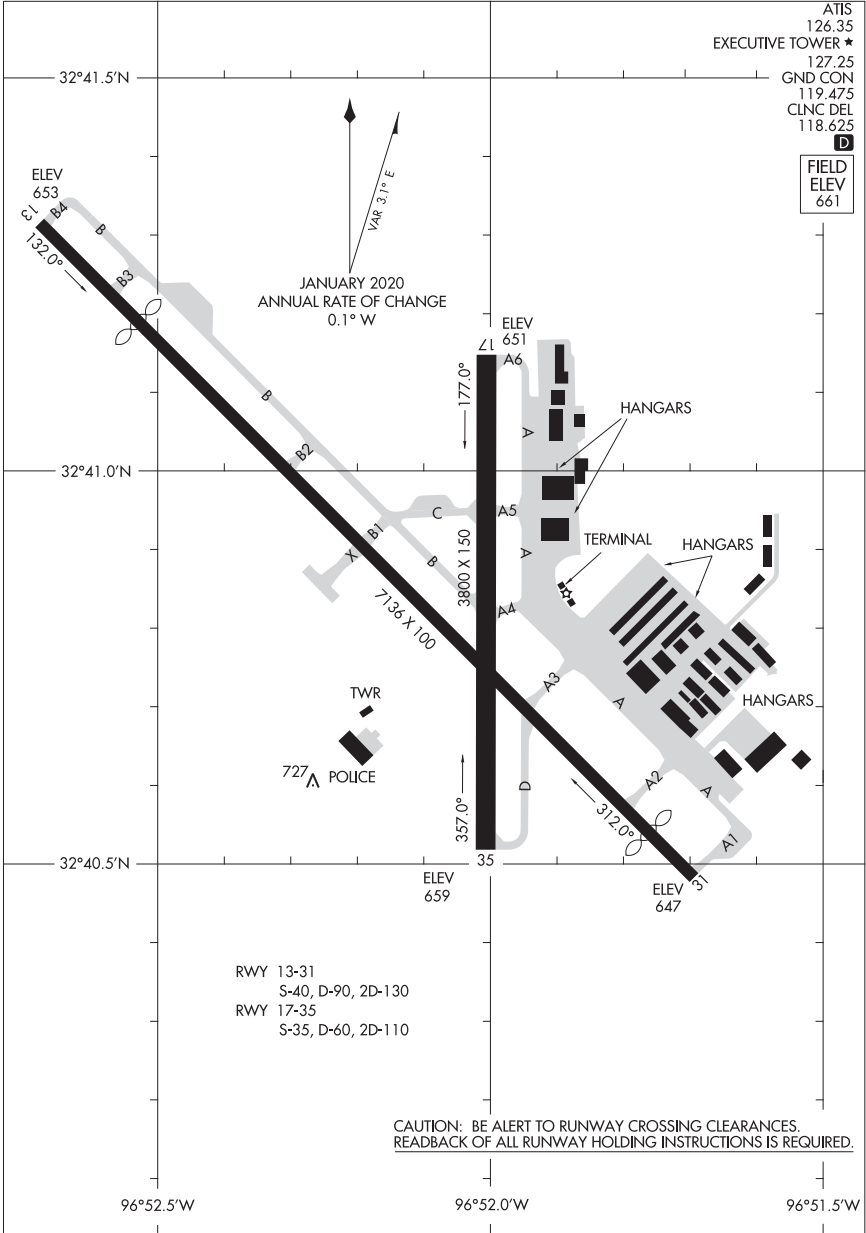 ATIS
126.35
EXECUTIVE TOWER ★
127.25
GND CON
119.475
CLNC DEL
118.625
D
FIELD
ELEV
661
32°41.5'N
VAR 3.1° E
JANUARY 2020
ANNUAL RATE OF CHANGE
0.1° W
ELEV
653
13
132.0°
B4
B
B3
B
B2
B1
B
X
C
7136 X 100
ELEV
651
17
177.0°
A6
A
HANGARS
32°41.0'N
A5
A
3800 X 150
TERMINAL
HANGARS
A4
A3
A
HANGARS
TWR
727
POLICE
357.0°
D
312.0°
A2
A
A1
32°40.5'N
35
ELEV
659
31
ELEV
647
RWY 13-31
S-40, D-90, 2D-130
RWY 17-35
S-35, D-60, 2D-110
CAUTION: BE ALERT TO RUNWAY CROSSING CLEARANCES.
READBACK OF ALL RUNWAY HOLDING INSTRUCTIONS IS REQUIRED.
96°52.5'W
96°52.0'W
96°51.5'W